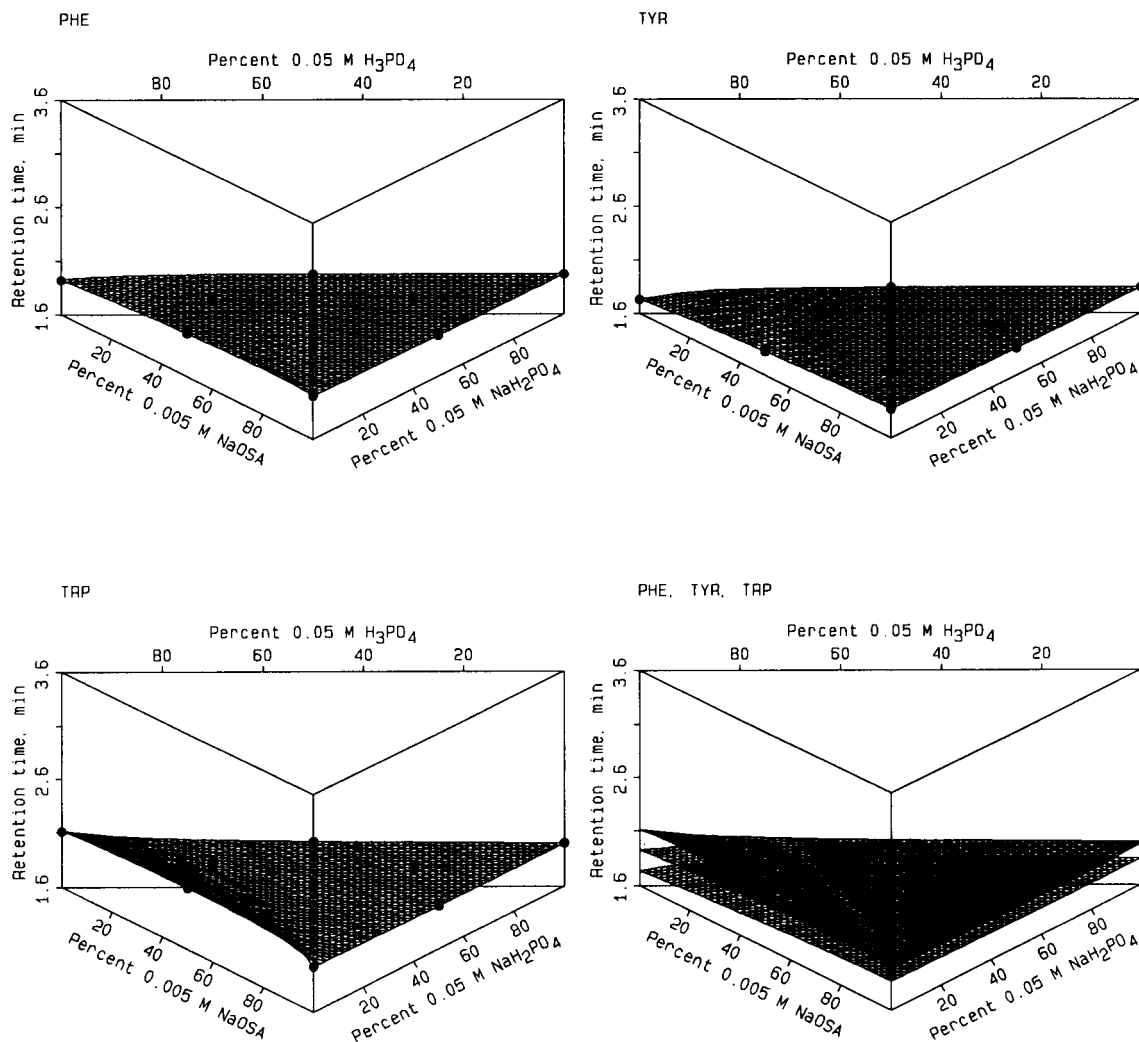 PHE
Percent 0.05 M H₃PO₄
80 60 40 20
Retention time, min
3.6
2.6
1.6
20 40 60 80
Percent 0.005 M NaOSA
20 40 60 80
Percent 0.05 M NaH₂PO₄
TYR
Percent 0.05 M H₃PO₄
80 60 40 20
Retention time, min
3.6
2.6
1.6
20 40 60 80
Percent 0.005 M NaOSA
20 40 60 80
Percent 0.05 M NaH₂PO₄
TRP
Percent 0.05 M H₃PO₄
80 60 40 20
Retention time, min
3.6
2.6
1.6
20 40 60 80
Percent 0.005 M NaOSA
20 40 60 80
Percent 0.05 M NaH₂PO₄
PHE, TYR, TRP
Percent 0.05 M H₃PO₄
80 60 40 20
Retention time, min
3.6
2.6
1.6
20 40 60 80
Percent 0.005 M NaOSA
20 40 60 80
Percent 0.05 M NaH₂PO₄